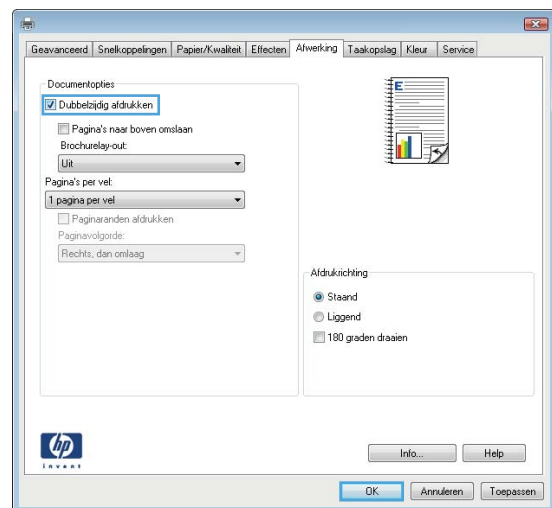 Geavanceerd Snelkoppelingen Papier/Kwaliteit Effecten Afwerking Taakopslag Kleur Service
Documentopties
Dubbelzijdig afdrukken
Pagina's naar boven omslaan
Brochurelay-out:
Uit
Pagina's per vel:
1 pagina per vel
Paginaranden afdrukken
Paginavolgorde:
Rechts, dan omlaag
E
Afdrukrichting
Staand
Liggend
180 graden draaien
hp
invent
Info... Help
OK Annuleren Toepassen